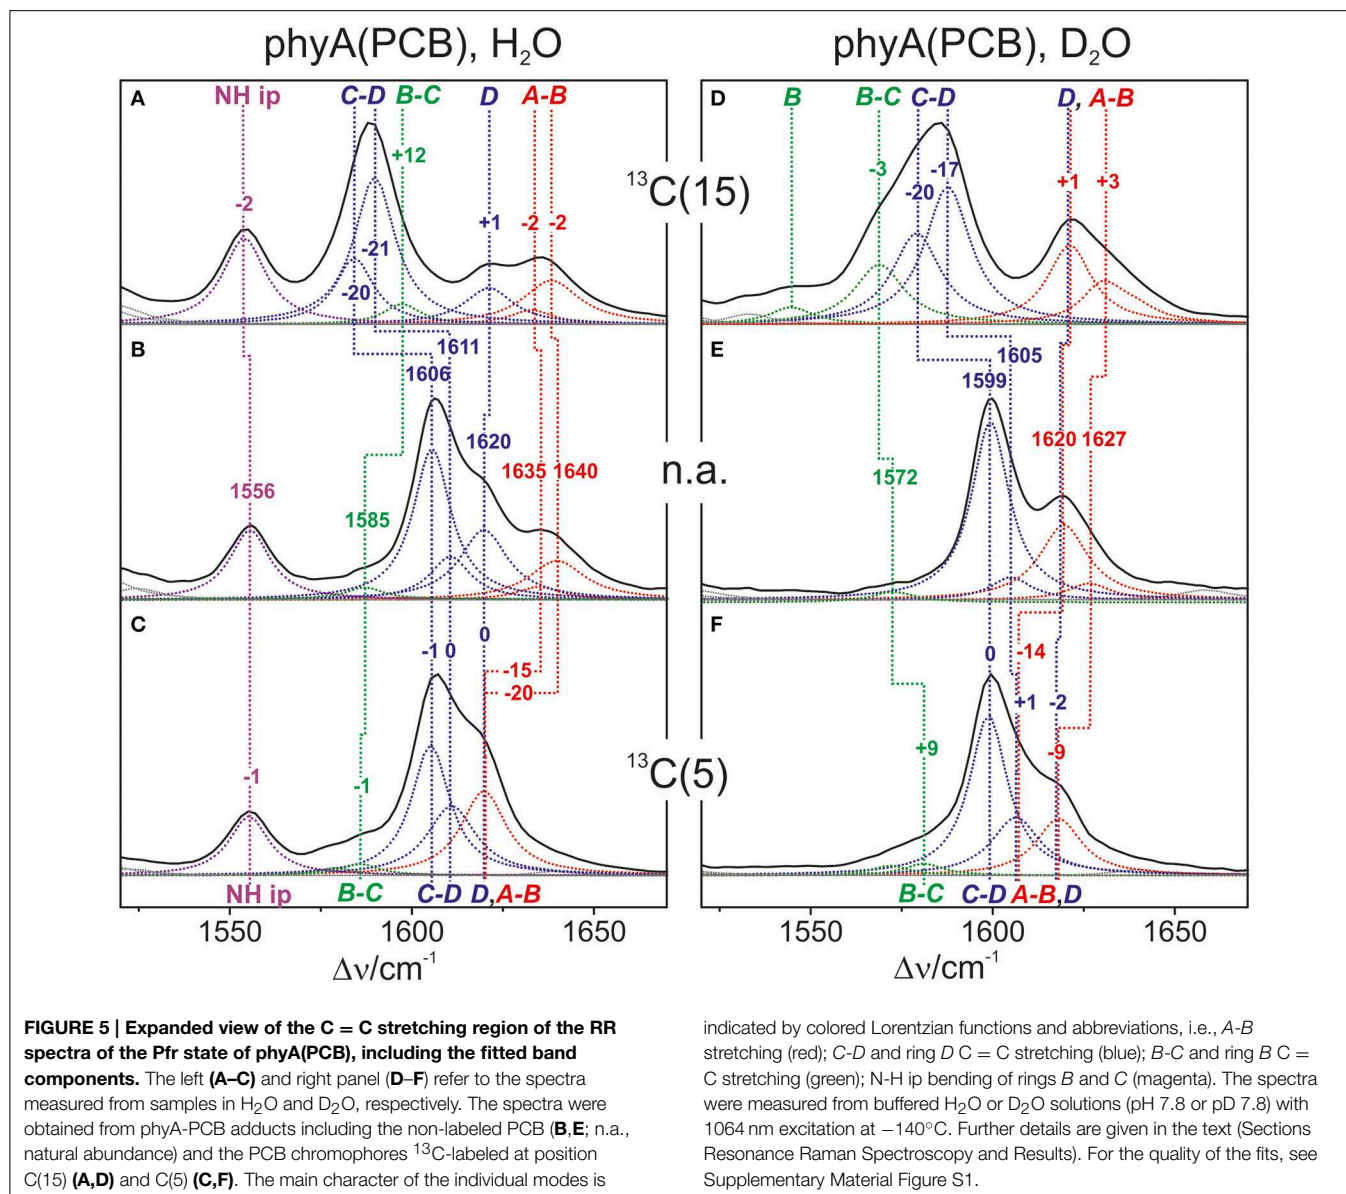 phyA(PCB), H₂O
phyA(PCB), D₂O
A
NH ip
C-D
B-C
D
A-B
+12
-2
-21
-20
+1
-2
-2
¹³C(15)
D
B
B-C
C-D
D, A-B
-3
-17
-20
+1
+3
B
1611
1606
1620
1635
1640
1556
1585
n.a.
E
1605
1599
1620
1627
1572
C
-1
0
0
-15
-20
-1
-1
NH ip
B-C
C-D
D,A-B
¹³C(5)
F
0
-14
+1
-2
+9
-9
B-C
C-D
A-B,D
1550
1600
1650
Δν/cm⁻¹
1550
1600
1650
Δν/cm⁻¹
FIGURE 5 | Expanded view of the C = C stretching region of the RR
spectra of the Pfr state of phyA(PCB), including the fitted band
components. The left (A–C) and right panel (D–F) refer to the spectra
measured from samples in H₂O and D₂O, respectively. The spectra were
obtained from phyA-PCB adducts including the non-labeled PCB (B,E; n.a.,
natural abundance) and the PCB chromophores ¹³C-labeled at position
C(15) (A,D) and C(5) (C,F). The main character of the individual modes is
indicated by colored Lorentzian functions and abbreviations, i.e., A-B
stretching (red); C-D and ring D C = C stretching (blue); B-C and ring B C =
C stretching (green); N-H ip bending of rings B and C (magenta). The spectra
were measured from buffered H₂O or D₂O solutions (pH 7.8 or pD 7.8) with
1064 nm excitation at −140°C. Further details are given in the text (Sections
Resonance Raman Spectroscopy and Results). For the quality of the fits, see
Supplementary Material Figure S1.